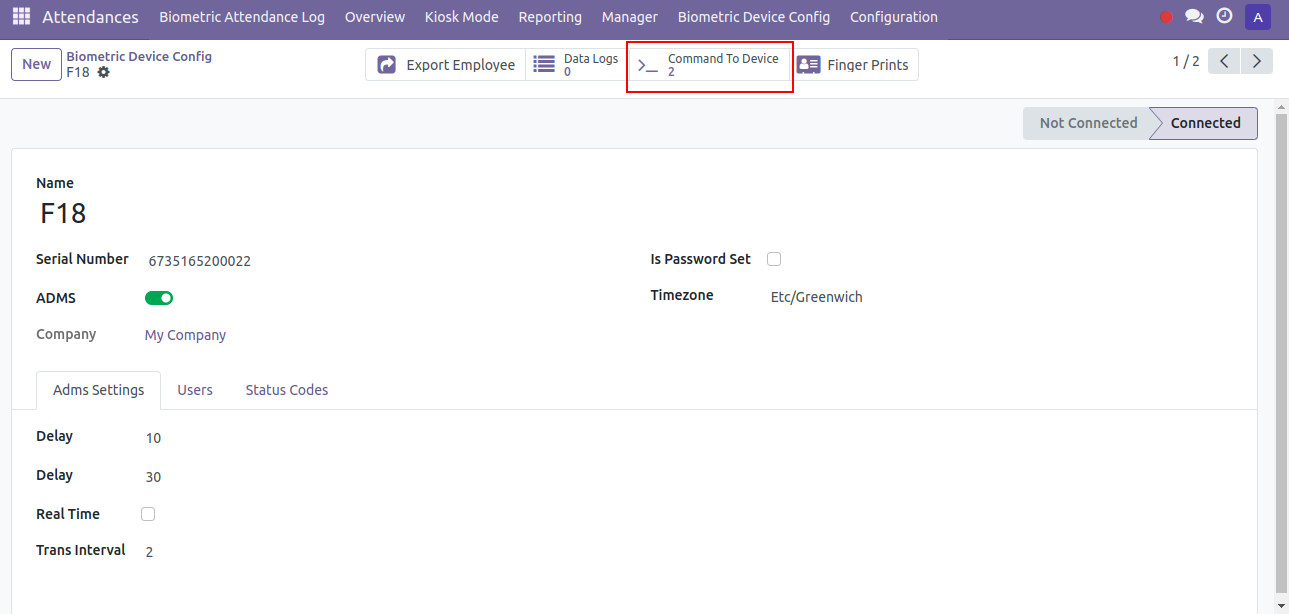 Attendances Biometric Attendance Log Overview Kiosk Mode Reporting Manager Biometric Device Config Configuration A
New Biometric Device Config
F18
Export Employee
Data Logs
0
Command To Device
2
Finger Prints
1 / 2
Not Connected Connected
Name
F18
Serial Number 6735165200022 Is Password Set
ADMS Timezone Etc/Greenwich
Company My Company
Adms Settings Users Status Codes
Delay 10
Delay 30
Real Time
Trans Interval 2